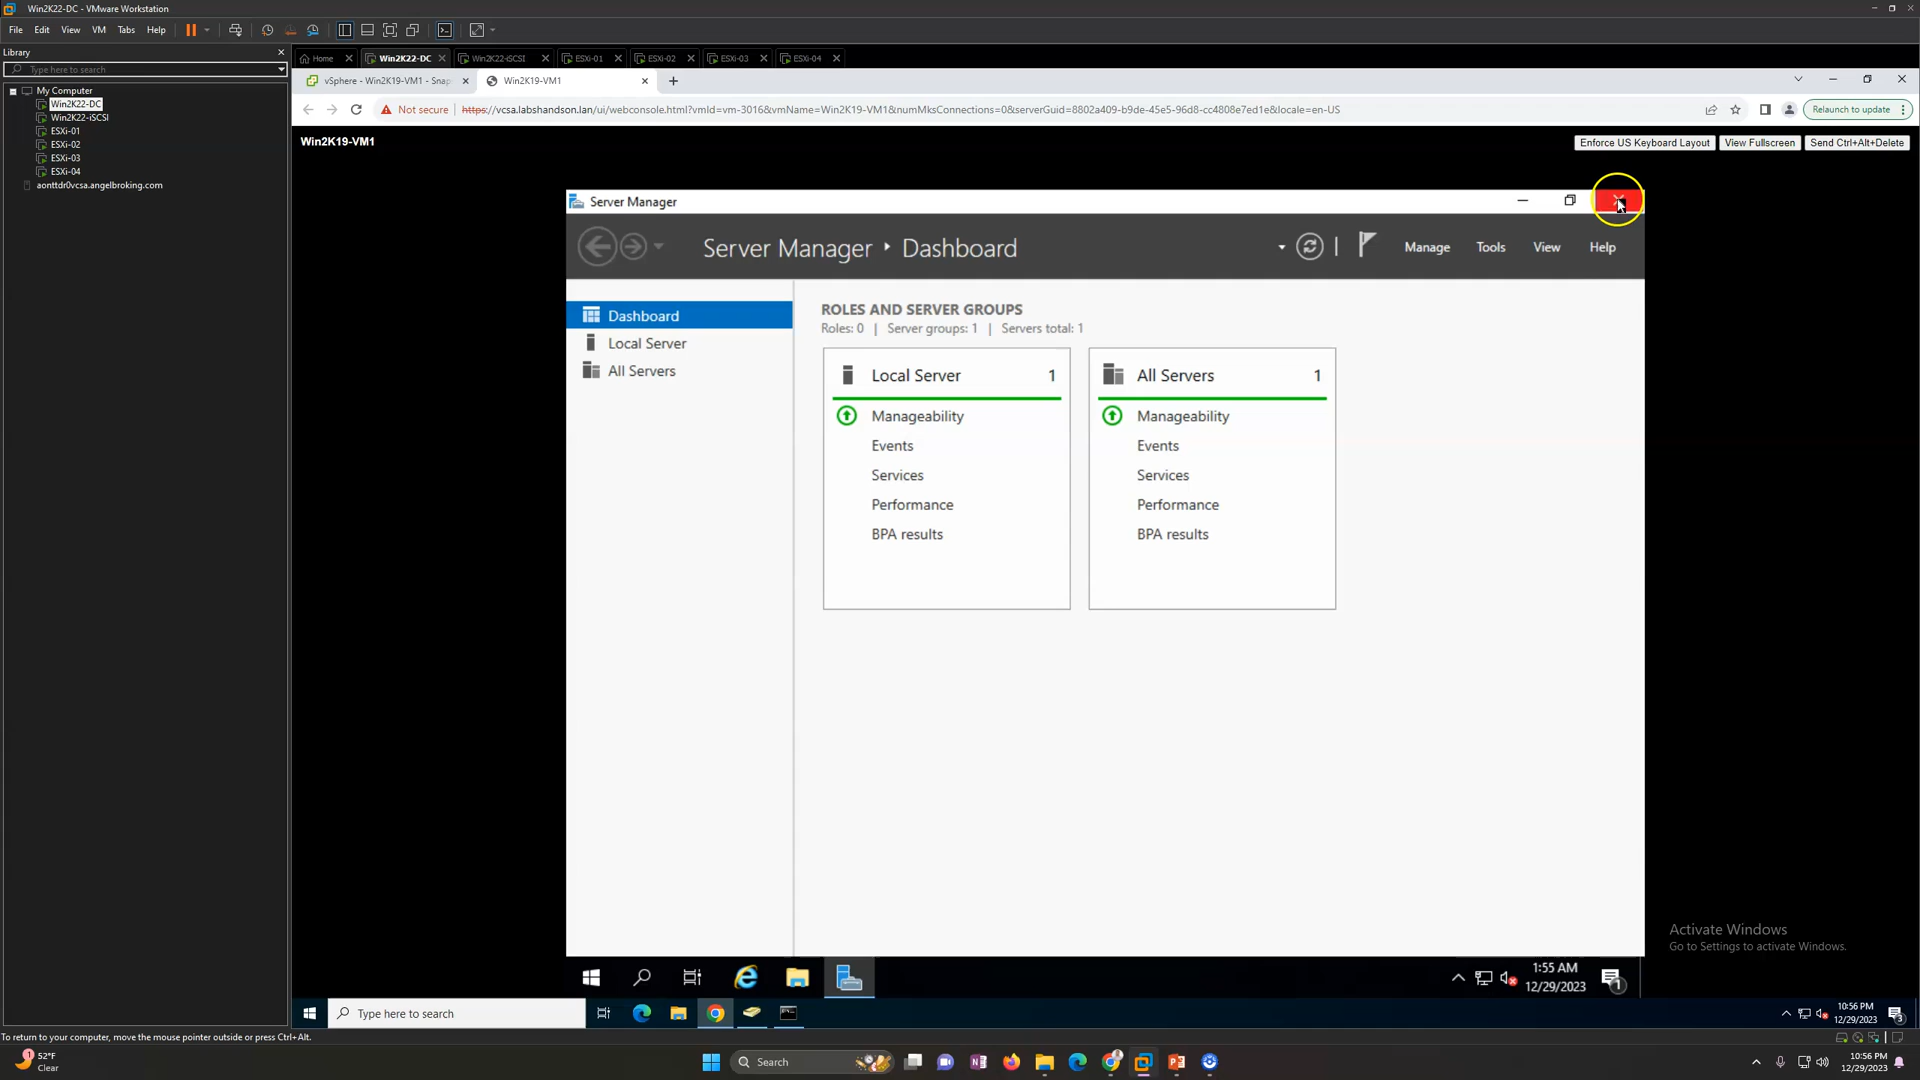 Win2K22-DC - VMware Workstation
File Edit View VM Tabs Help
Library
Type here to search
My Computer
Win2K22-DC
Win2K22-iSCSI
ESXi-01
ESXi-02
ESXi-03
ESXi-04
aonttdr0vcsa.angelbroking.com
Home Win2K22-DC Win2K22-iSCSI ESXi-01 ESXi-02 ESXi-03 ESXi-04
vSphere - Win2K19-VM1 - Snap Win2K19-VM1
Not secure https://vcsa.labshandson.lan/ui/webconsole.html?vmId=vm-3016&vmName=Win2K19-VM1&numMksConnections=0&serverGuid=8802a409-b9de-45e5-96d8-cc4808e7ed1e&locale=en-US Relaunch to update
Win2K19-VM1 Enforce US Keyboard Layout View Fullscreen Send Ctrl+Alt+Delete
Server Manager
Server Manager Dashboard Manage Tools View Help
Dashboard
Local Server
All Servers
ROLES AND SERVER GROUPS
Roles: 0 | Server groups: 1 | Servers total: 1
Local Server 1
Manageability
Events
Services
Performance
BPA results
All Servers 1
Manageability
Events
Services
Performance
BPA results
Activate Windows
Go to Settings to activate Windows.
1:55 AM
12/29/2023
1
Type here to search
10:56 PM
12/29/2023
3
To return to your computer, move the mouse pointer outside or press Ctrl+Alt.
1
52°F
Clear
Search
10:56 PM
12/29/2023